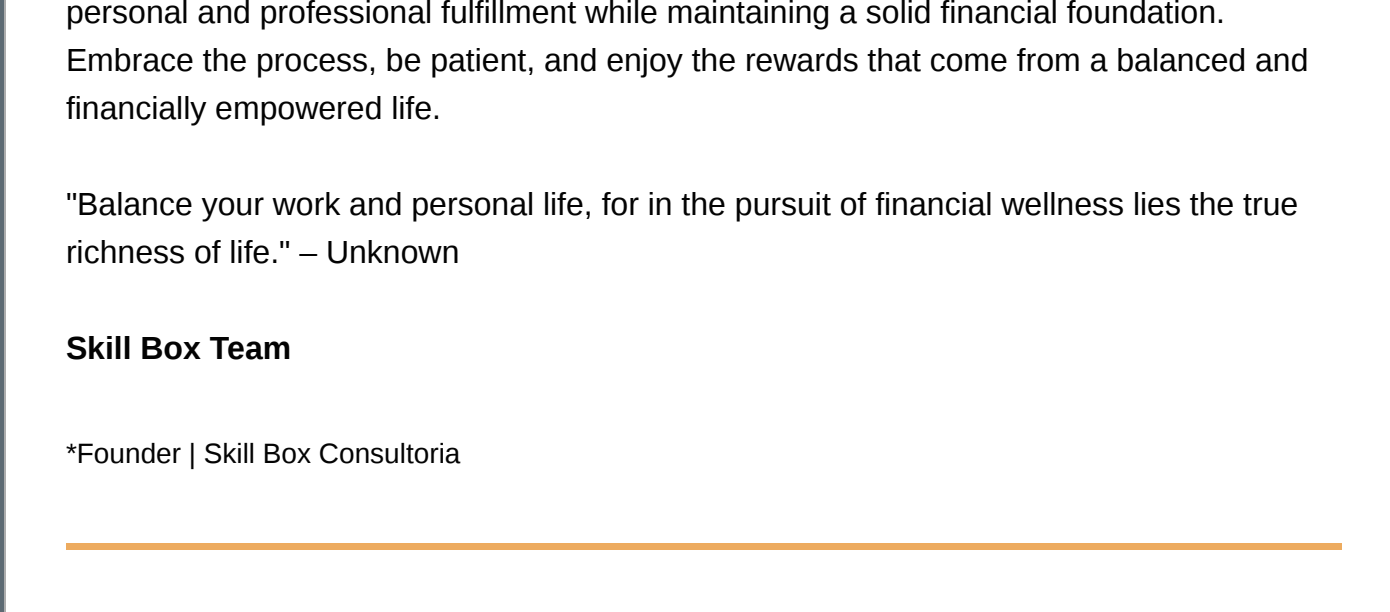 personal and professional fulfillment while maintaining a solid financial foundation.
Embrace the process, be patient, and enjoy the rewards that come from a balanced and
financially empowered life.
"Balance your work and personal life, for in the pursuit of financial wellness lies the true
richness of life." – Unknown
Skill Box Team
*Founder | Skill Box Consultoria